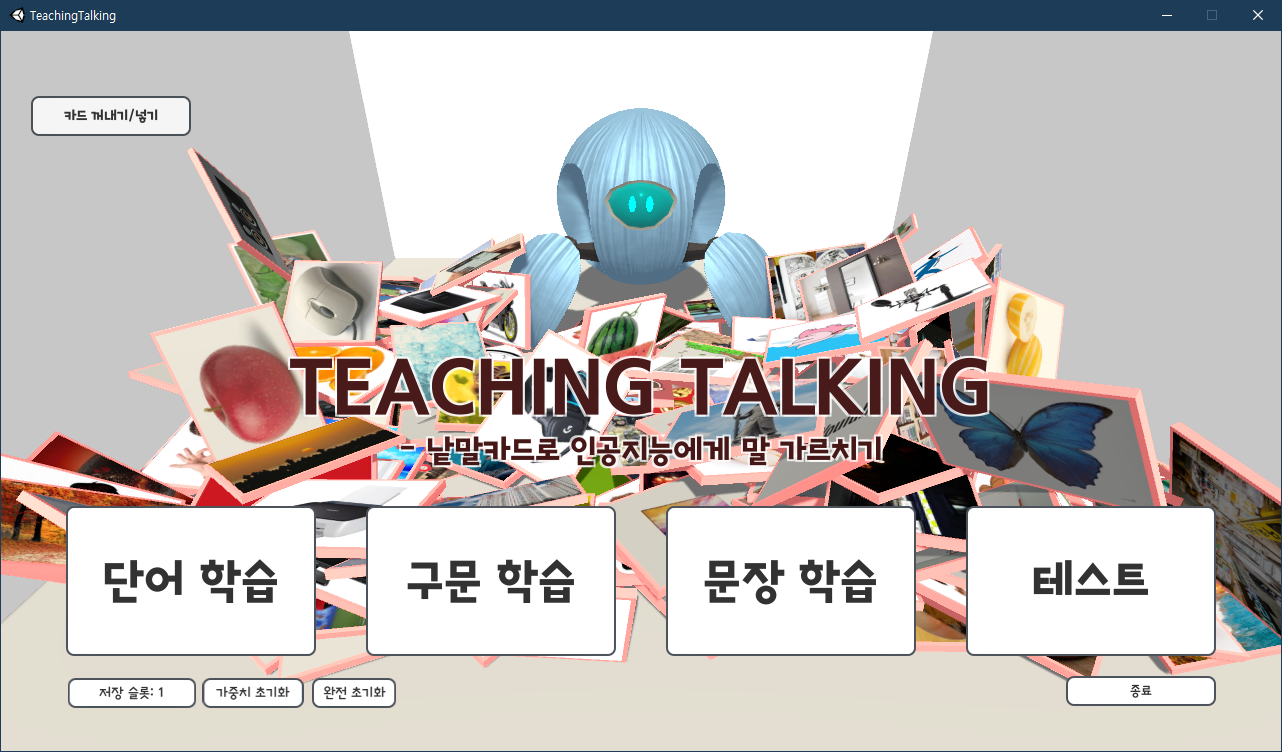 TeachingTalking
카드 꺼내기/넣기
TEACHING TALKING
- 낱말카드로 인공지능에게 말 가르치기
단어 학습
구문 학습
문장 학습
테스트
저장 슬롯: 1
가중치 초기화
완전 초기화
종료